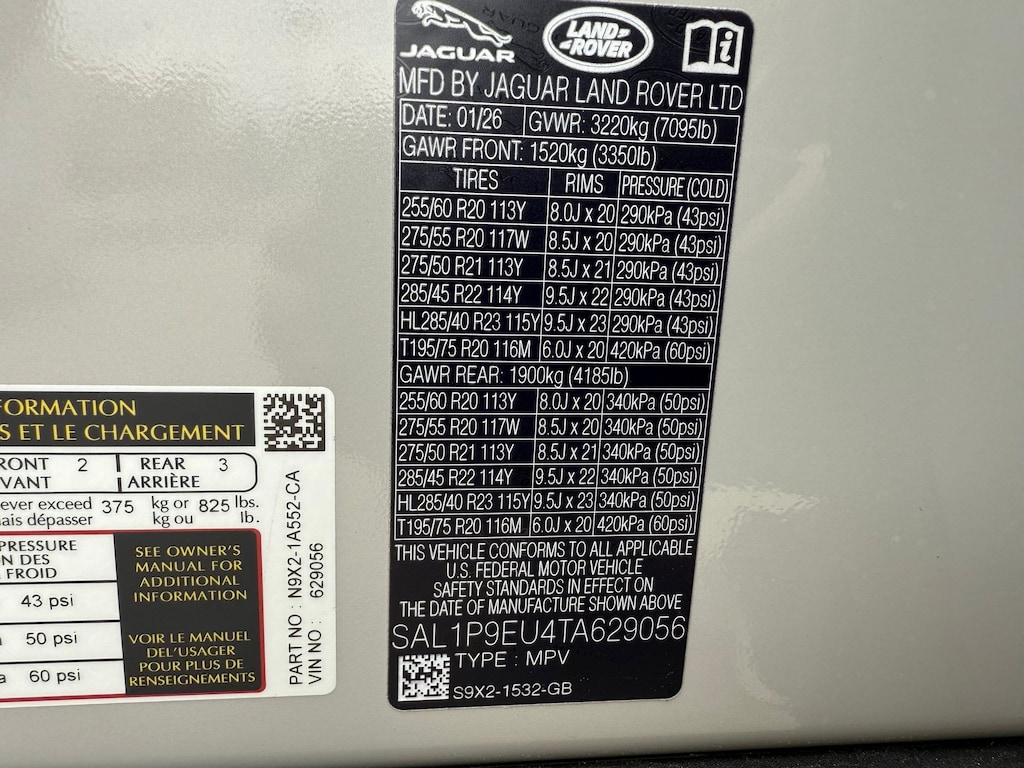 JAGUAR
LAND-
-ROVER
i
MFD BY JAGUAR LAND ROVER LTD
DATE: 01/26 GVWR: 3220kg (7095lb)
GAWR FRONT: 1520kg (3350lb)
TIRES RIMS PRESSURE (COLD)
255/60 R20 113Y 8.0J x 20 290kPa (43psi)
275/55 R20 117W 8.5J x 20 290kPa (43psi)
275/50 R21 113Y 8.5J x 21 290kPa (43psi)
285/45 R22 114Y 9.5J x 22 290kPa (43psi)
HL285/40 R23 115Y 9.5J x 23 290kPa (43psi)
T195/75 R20 116M 6.0J x 20 420kPa (60psi)
GAWR REAR: 1900kg (4185lb)
255/60 R20 113Y 8.0J x 20 340kPa (50psi)
275/55 R20 117W 8.5J x 20 340kPa (50psi)
275/50 R21 113Y 8.5J x 21 340kPa (50psi)
285/45 R22 114Y 9.5J x 22 340kPa (50psi)
HL285/40 R23 115Y 9.5J x 23 340kPa (50psi)
T195/75 R20 116M 6.0J x 20 420kPa (60psi)
THIS VEHICLE CONFORMS TO ALL APPLICABLE
U.S. FEDERAL MOTOR VEHICLE
SAFETY STANDARDS IN EFFECT ON
THE DATE OF MANUFACTURE SHOWN ABOVE
SAL1P9EU4TA629056
TYPE : MPV
S9X2-1532-GB
FORMATION
S ET LE CHARGEMENT
RONT 2 REAR 3
VANT ARRIÈRE
ever exceed 375 kg or 825 lbs.
mais dépasser kg ou lb.
PRESSURE
N DES
FROID
43 psi
50 psi
60 psi
SEE OWNER'S
MANUAL FOR
ADDITIONAL
INFORMATION
VOIR LE MANUEL
DEL'USAGER
POUR PLUS DE
RENSEIGNEMENTS
PART NO : N9X2-1A552-CA
VIN NO : 629056